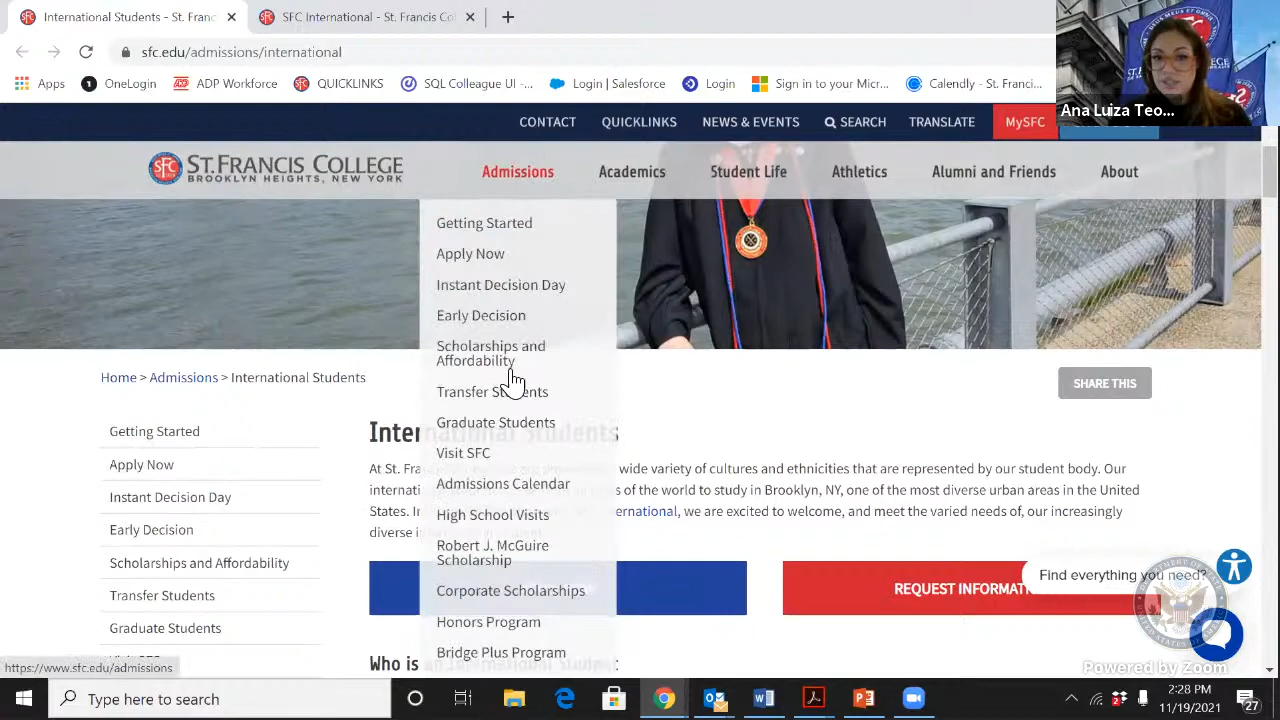 International Students - St. Franc
SFC International - St. Francis Col
sfc.edu/admissions/international
Apps
OneLogin
ADP Workforce
QUICKLINKS
SQL Colleague UI -...
Login | Salesforce
Login
Sign in to your Micr...
Calendly - St. Franci...
Ana Luiza Teo...
CONTACT
QUICKLINKS
NEWS & EVENTS
SEARCH
TRANSLATE
MySFC
SFC
ST. FRANCIS COLLEGE
BROOKLYN HEIGHTS, NEW YORK
Admissions
Academics
Student Life
Athletics
Alumni and Friends
About
Getting Started
Apply Now
Instant Decision Day
Early Decision
Scholarships and
Affordability
Transfer Students
Graduate Students
Visit SFC
Admissions Calendar
High School Visits
Robert J. McGuire
Scholarship
Corporate Scholarships
Honors Program
Bridge Plus Program
Home > Admissions > International Students
SHARE THIS
Getting Started
Apply Now
Instant Decision Day
Early Decision
Scholarships and Affordability
Transfer Students
Graduate Students
International Students
At St. wide variety of cultures and ethnicities that are represented by our student body. Our
of the world to study in Brooklyn, NY, one of the most diverse urban areas in the United
States. we are excited to welcome, and meet the varied needs of, our increasingly
diverse
REQUEST INFORMATI
Find everything you need?
Who is
https://www.sfc.edu/admissions
Powered by Zoom
Type here to search
2:28 PM
11/19/2021
27